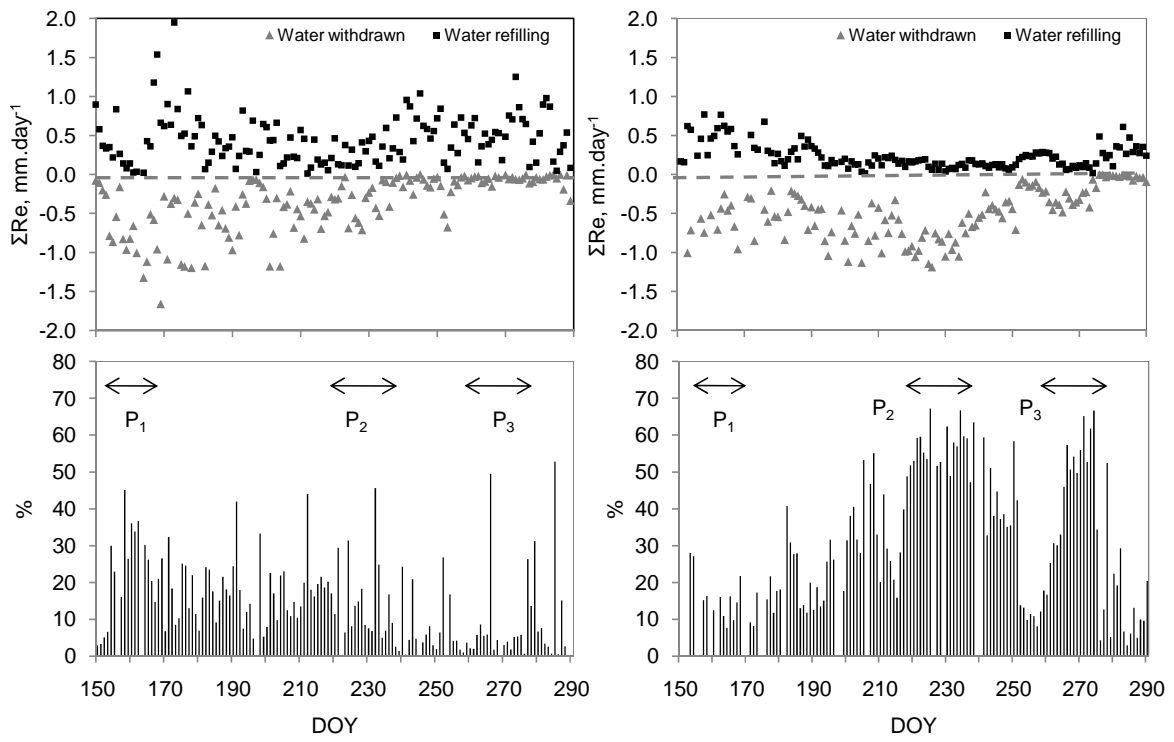 ΣRe, mm.day-1
2.0
1.5
1.0
0.5
0.0
-0.5
-1.0
-1.5
-2.0
Water withdrawn
Water refilling
ΣRe, mm.day-1
2.0
1.5
1.0
0.5
0.0
-0.5
-1.0
-1.5
-2.0
Water withdrawn
Water refilling
%
80
70
60
50
40
30
20
10
0
P1
P2
P3
150 170 190 210 230 250 270 290
DOY
%
80
70
60
50
40
30
20
10
0
P1
P2
P3
150 170 190 210 230 250 270 290
DOY